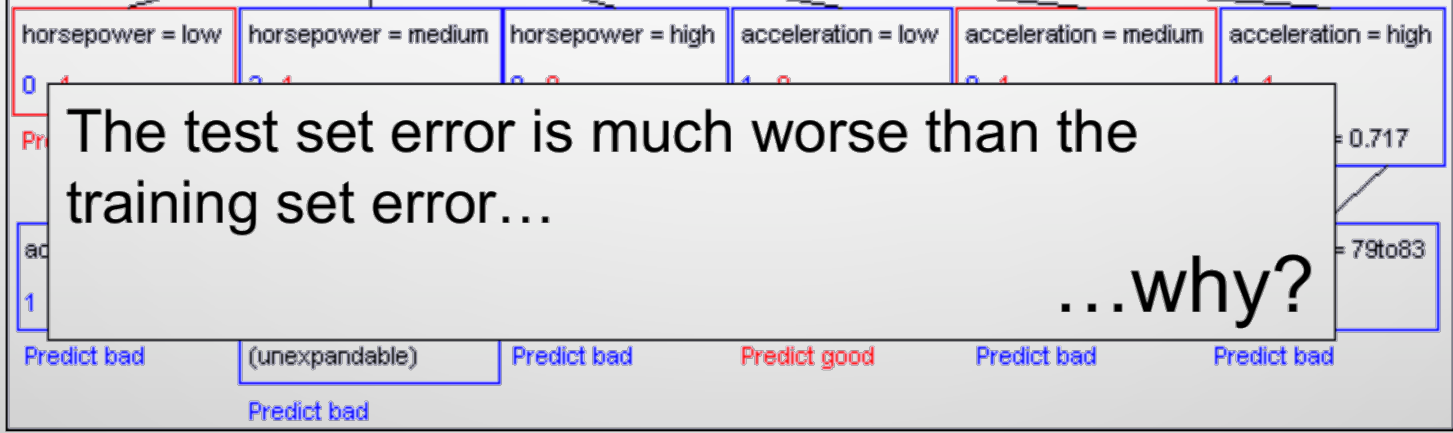 horsepower = low horsepower = medium horsepower = high acceleration = low acceleration = medium acceleration = high
0
The test set error is much worse than the
training set error…
= 0.717
= 79to83
1
…why?
Predict bad (unexpandable) Predict bad Predict good Predict bad Predict bad
Predict bad